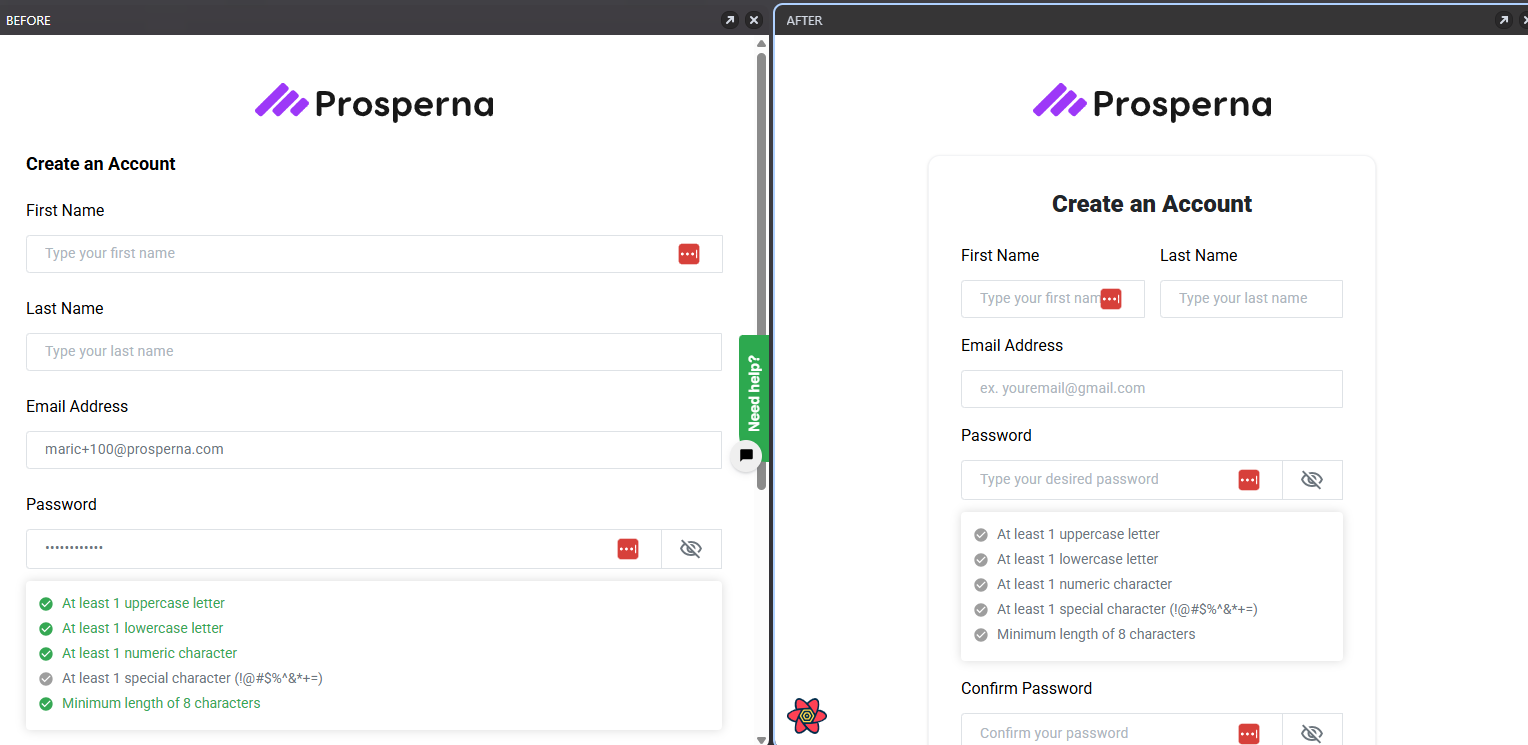 BEFORE
Prosperna
Create an Account
First Name
Type your first name
Last Name
Type your last name
Email Address
maric+100@prosperna.com
Password
••••••••••••
At least 1 uppercase letter
At least 1 lowercase letter
At least 1 numeric character
At least 1 special character (!@#$%^&*+=)
Minimum length of 8 characters
Need help?
AFTER
Prosperna
Create an Account
First Name
Last Name
Type your first nam
Type your last name
Email Address
ex. youremail@gmail.com
Password
Type your desired password
At least 1 uppercase letter
At least 1 lowercase letter
At least 1 numeric character
At least 1 special character (!@#$%^&*+=)
Minimum length of 8 characters
Confirm Password
Confirm your password